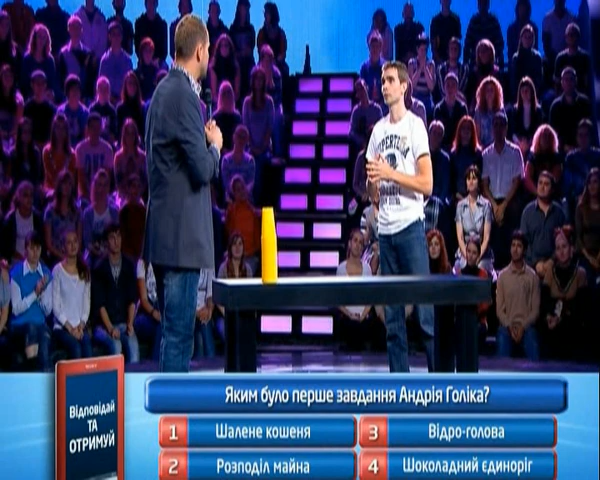 SUPERIOR
Яким було перше завдання Андрія Голіка?
Відповідай
ТА
ОТРИМУЙ
1 Шалене кошеня
3 Відро-голова
2 Розподіл майна
4 Шоколадний єдиноріг